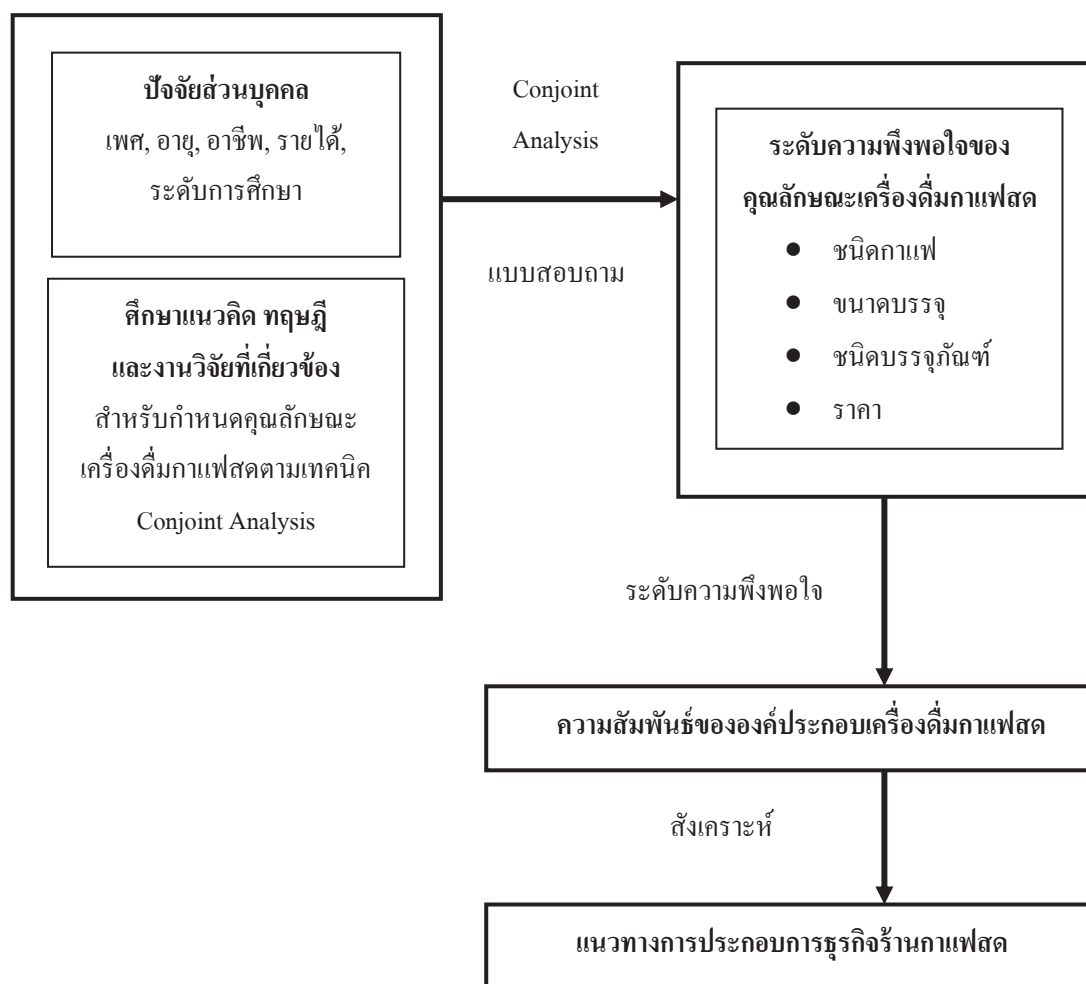 ปัจจัยส่วนบุคคล
เพศ, อายุ, อาชีพ, รายได้,
ระดับการศึกษา
ศึกษาแนวคิด ทฤษฎี
และงานวิจัยที่เกี่ยวข้อง
สำหรับกำหนดคุณลักษณะ
เครื่องดื่มกาแฟสดตามเทคนิค
Conjoint Analysis
Conjoint
Analysis
แบบสอบถาม
ระดับความพึงพอใจของ
คุณลักษณะเครื่องดื่มกาแฟสด
● ชนิดกาแฟ
● ขนาดบรรจุ
● ชนิดบรรจุภัณฑ์
● ราคา
ระดับความพึงพอใจ
ความสัมพันธ์ขององค์ประกอบเครื่องดื่มกาแฟสด
สังเคราะห์
แนวทางการประกอบการธุรกิจร้านกาแฟสด